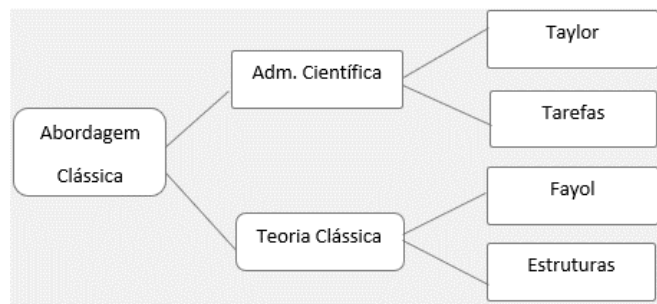 Abordagem
Clássica
Adm. Científica
Taylor
Tarefas
Teoria Clássica
Fayol
Estruturas